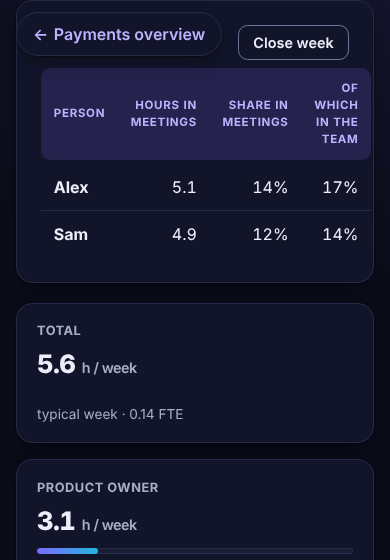 ← Payments overview
Close week
PERSON HOURS IN MEETINGS SHARE IN MEETINGS OF WHICH IN THE TEAM
Alex 5.1 14% 17%
Sam 4.9 12% 14%
TOTAL
5.6 h / week
typical week · 0.14 FTE
PRODUCT OWNER
3.1 h / week